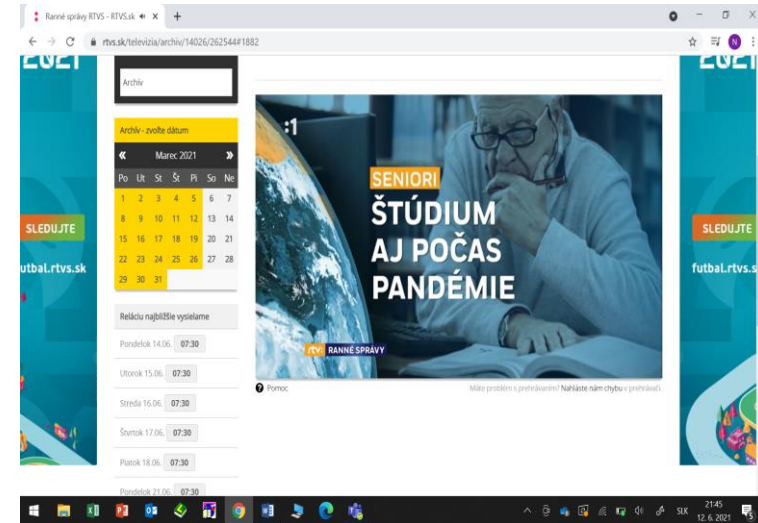 Ranné správy RTVS - RTVS.sk
rtvs.sk/televizia/archiv/14026/262544#1882
N
2021
2021
Archív
Archív - zvoľte dátum
« Marec 2021 »
Po Ut St Št Pi So Ne
1 2 3 4 5 6 7
8 9 10 11 12 13 14
15 16 17 18 19 20 21
22 23 24 25 26 27 28
29 30 31
:1
SENIORI
ŠTÚDIUM
AJ POČAS
PANDÉMIE
rtv: RANNÉ SPRÁVY
SLEDUJTE
utbal.rtvs.sk
SLEDUJTE
futbal.rtvs.s
Reláciu najbližšie vysielame
Pondelok 14.06. 07:30
Utorok 15.06. 07:30
Streda 16.06. 07:30
Štvrtok 17.06. 07:30
Piatok 18.06. 07:30
Pondelok 21.06. 07:30
Pomoc
Máte problém s prehrávaním? Nahláste nám chybu v prehrávači.
SLK
21:45
12. 6. 2021